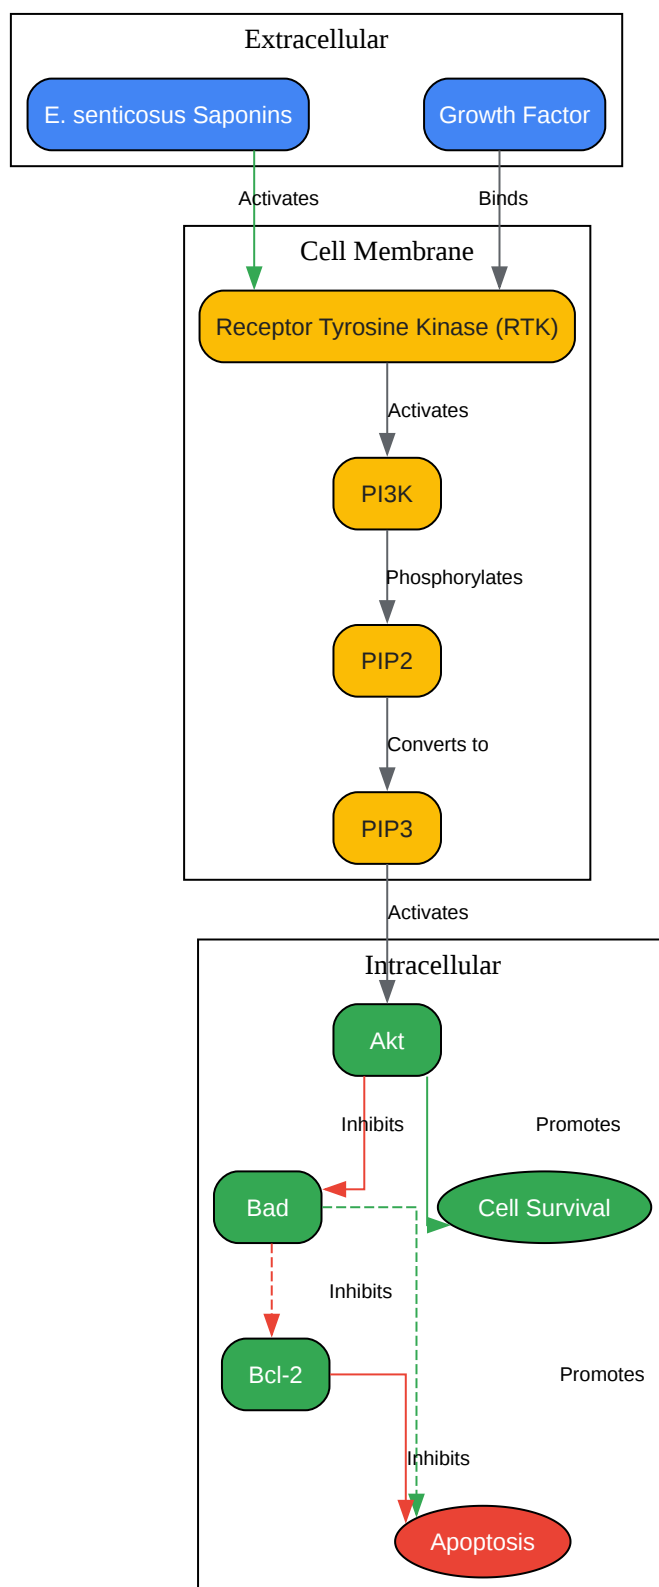 Extracellular
E. senticosus Saponins
Growth Factor
Activates
Binds
Cell Membrane
Receptor Tyrosine Kinase (RTK)
Activates
PI3K
Phosphorylates
PIP2
Converts to
PIP3
Activates
Intracellular
Akt
Inhibits
Promotes
Bad
Cell Survival
Inhibits
Bcl-2
Promotes
Inhibits
Apoptosis